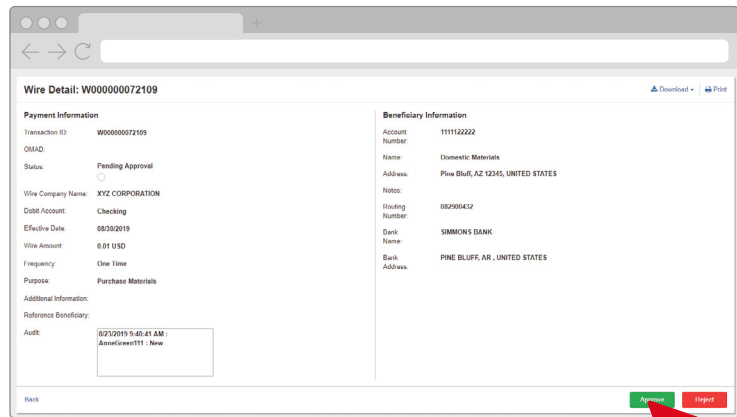 Wire Detail: W000000072109
Download
Print
Payment Information
Transaction ID: W000000072109
OMAD:
Status: Pending Approval
Wire Company Name: XYZ CORPORATION
Debit Account: Checking
Effective Date: 08/30/2019
Wire Amount: 0.01 USD
Frequency: One Time
Purpose: Purchase Materials
Additional Information:
Reference Beneficiary:
Audit: 8/23/2019 9:40:41 AM :
AnneGreen111 : New
Beneficiary Information
Account
Number: 1111122222
Name: Domestic Materials
Address: Pine Bluff, AZ 12345, UNITED STATES
Notes:
Routing
Number: 082900432
Bank
Name: SIMMONS BANK
Bank
Address: PINE BLUFF, AR , UNITED STATES
Back
Approve
Reject